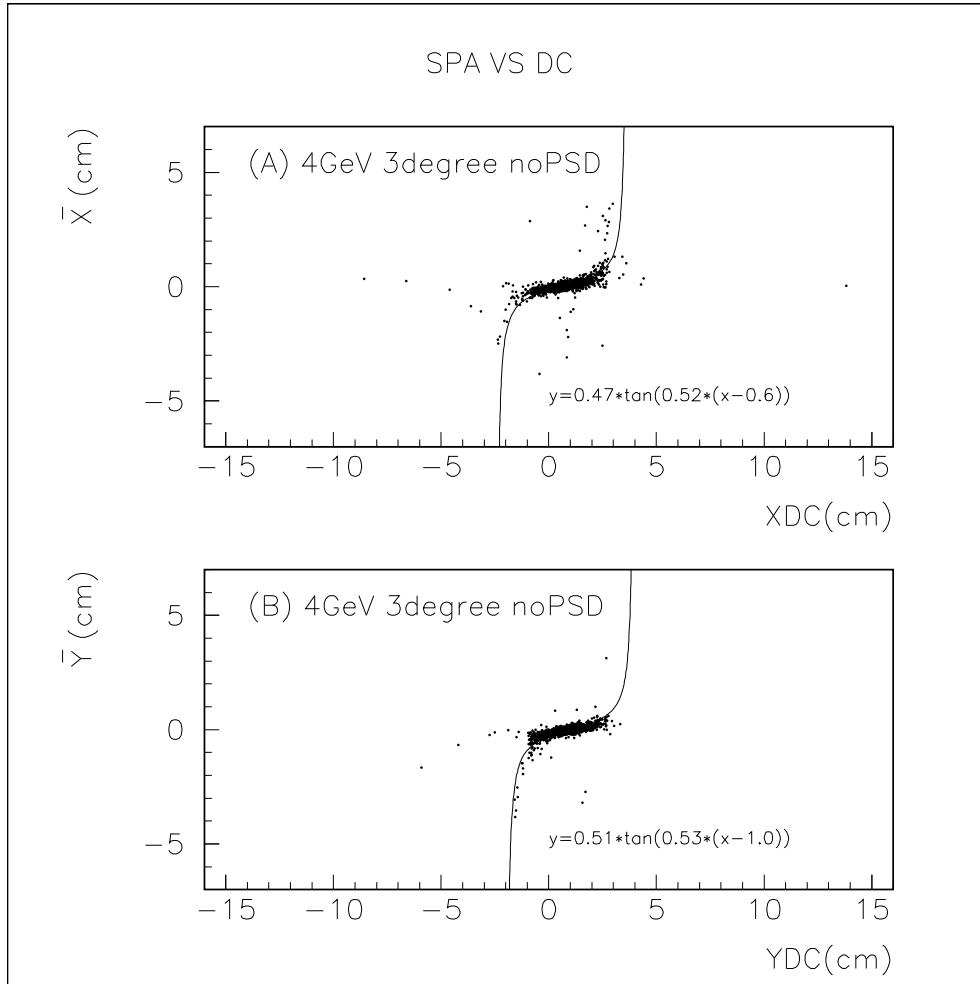 SPA VS DC
X̄ (cm)
(A) 4GeV 3degree noPSD
5
0
−5
y=0.47*tan(0.52*(x−0.6))
−15 −10 −5 0 5 10 15
XDC(cm)
Ȳ (cm)
(B) 4GeV 3degree noPSD
5
0
−5
y=0.51*tan(0.53*(x−1.0))
−15 −10 −5 0 5 10 15
YDC(cm)